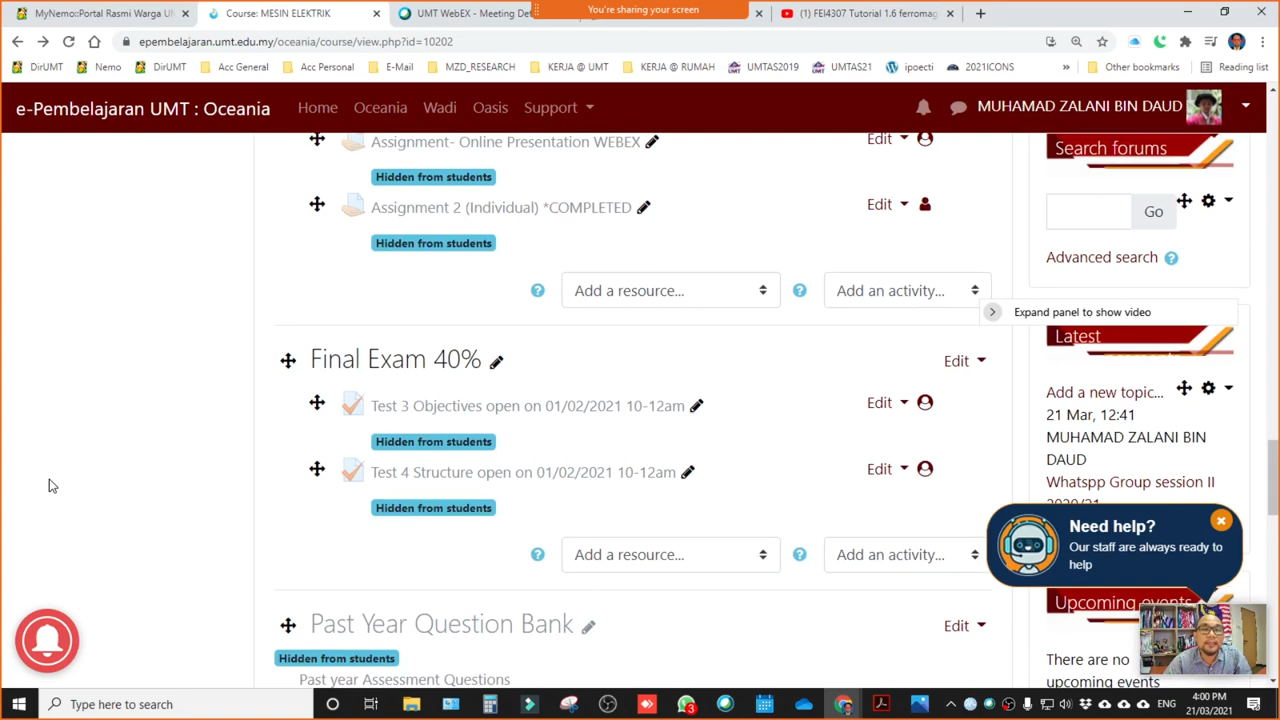 MyNemo::Portal Rasmi Warga UM
Course: MESIN ELEKTRIK
UMT WebEX - Meeting Det
You're sharing your screen
(1) FEI4307 Tutorial 1.6 ferromag
epembelajaran.umt.edu.my/oceania/course/view.php?id=10202
DirUMT
Nemo
DirUMT
Acc General
Acc Personal
E-Mail
MZD_RESEARCH
KERJA @ UMT
KERJA @ RUMAH
UMTAS2019
UMTAS21
ipoecti
2021ICONS
»
Other bookmarks
Reading list
e-Pembelajaran UMT : Oceania
Home
Oceania
Wadi
Oasis
Support
MUHAMAD ZALANI BIN DAUD
Assignment- Online Presentation WEBEX
Edit
Hidden from students
Assignment 2 (Individual) *COMPLETED
Edit
Hidden from students
Add a resource...
Add an activity...
Final Exam 40%
Edit
Test 3 Objectives open on 01/02/2021 10-12am
Edit
Hidden from students
Test 4 Structure open on 01/02/2021 10-12am
Edit
Hidden from students
Add a resource...
Add an activity...
Past Year Question Bank
Edit
Hidden from students
Past year Assessment Questions
Search forums
Go
Advanced search
Expand panel to show video
Latest
Add a new topic...
21 Mar, 12:41
MUHAMAD ZALANI BIN
DAUD
Whatspp Group session II
2020/21
Need help?
Our staff are always ready to
help
Upcoming events
There are no
upcoming events
Type here to search
3
ENG
4:00 PM
21/03/2021